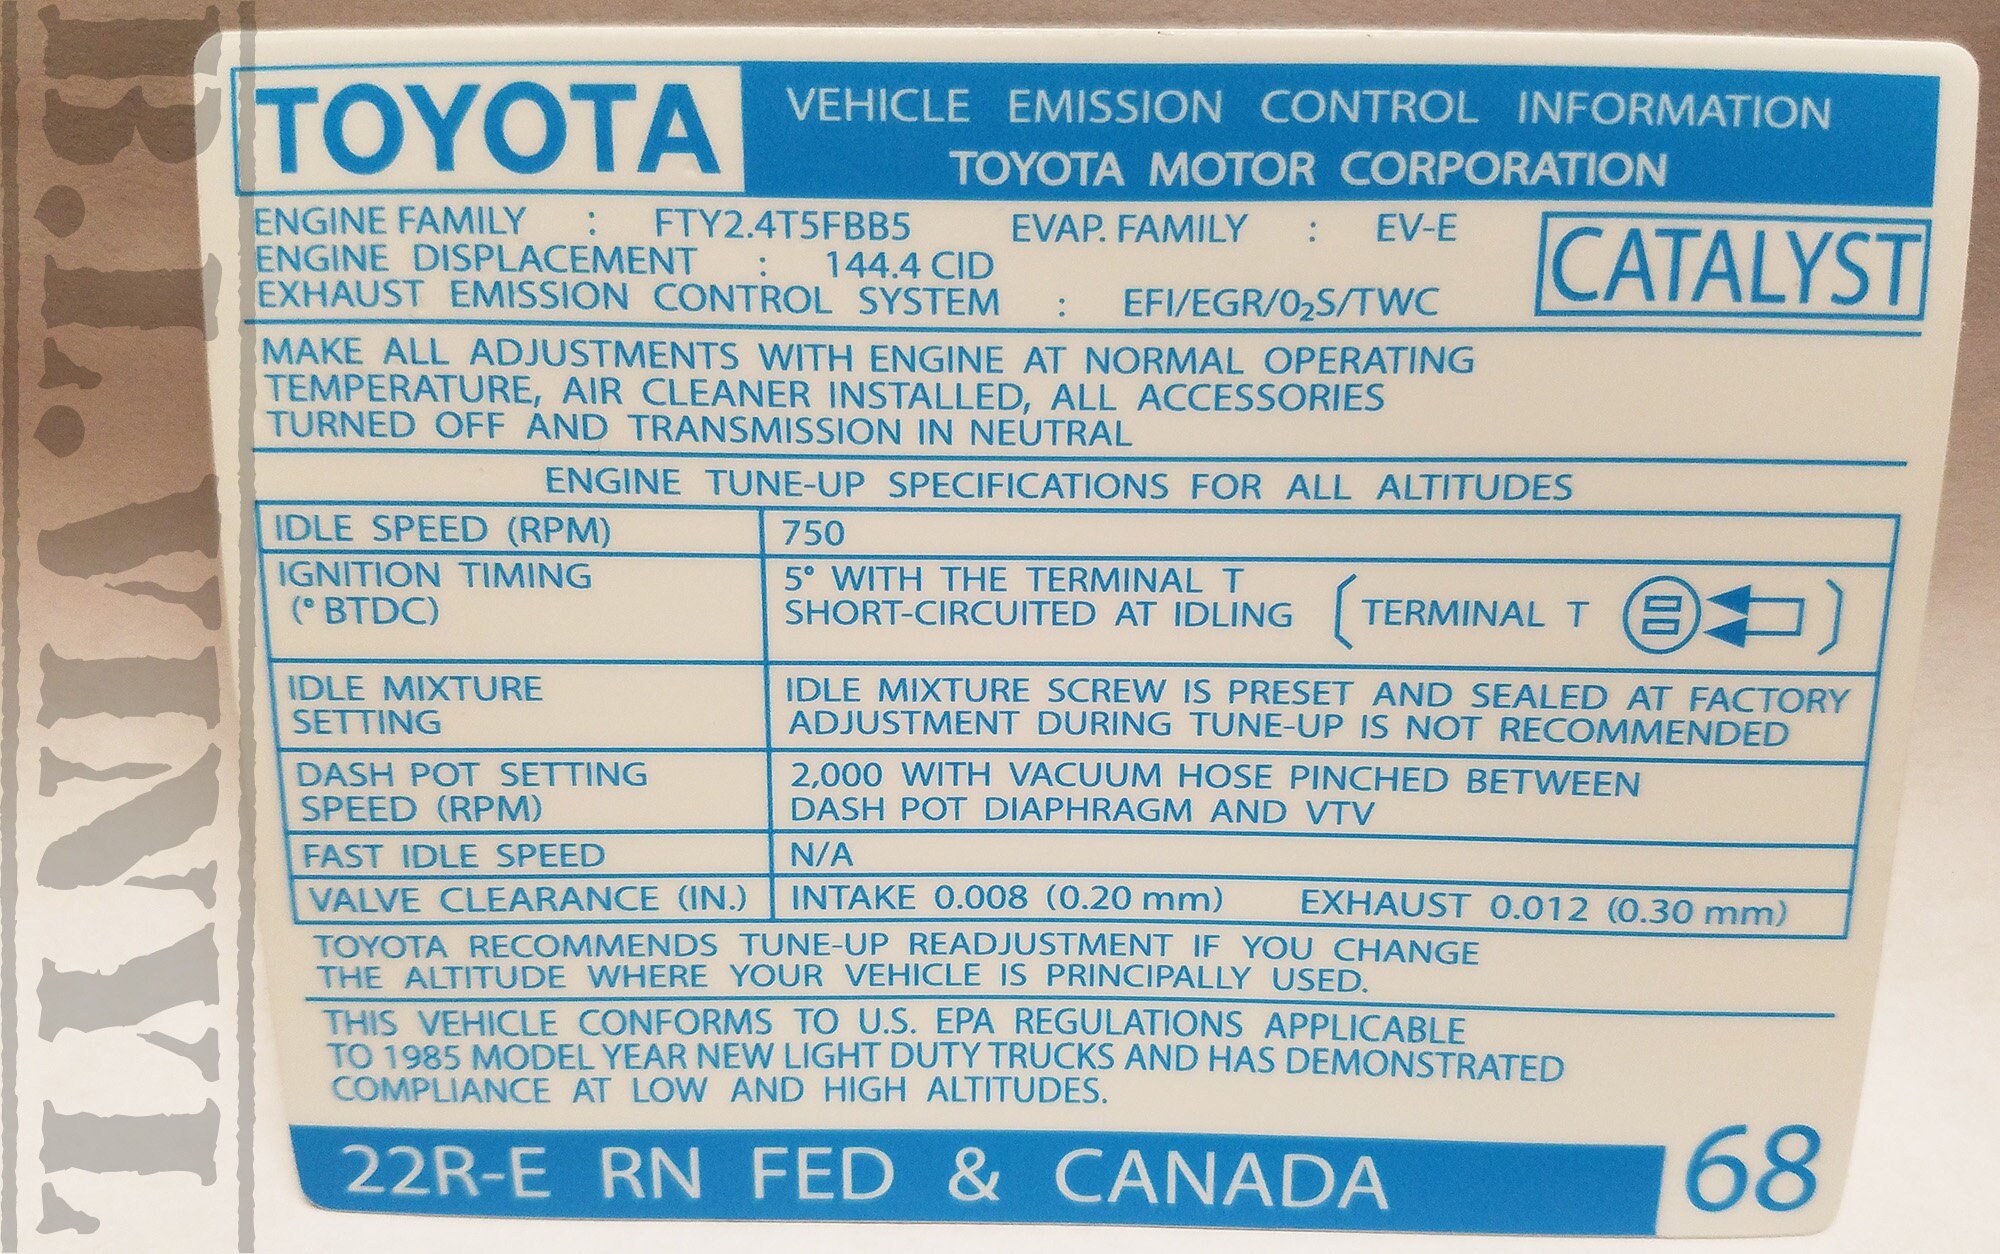 TOYOTA
VEHICLE EMISSION CONTROL INFORMATION
TOYOTA MOTOR CORPORATION
ENGINE FAMILY : FTY2.4T5FBB5 EVAP. FAMILY : EV-E
ENGINE DISPLACEMENT : 144.4 CID
EXHAUST EMISSION CONTROL SYSTEM : EFI/EGR/0₂S/TWC
CATALYST
MAKE ALL ADJUSTMENTS WITH ENGINE AT NORMAL OPERATING
TEMPERATURE, AIR CLEANER INSTALLED, ALL ACCESSORIES
TURNED OFF AND TRANSMISSION IN NEUTRAL
ENGINE TUNE-UP SPECIFICATIONS FOR ALL ALTITUDES
IDLE SPEED (RPM) 750
IGNITION TIMING
(° BTDC)
5° WITH THE TERMINAL T
SHORT-CIRCUITED AT IDLING
(TERMINAL T )
IDLE MIXTURE
SETTING
IDLE MIXTURE SCREW IS PRESET AND SEALED AT FACTORY
ADJUSTMENT DURING TUNE-UP IS NOT RECOMMENDED
DASH POT SETTING
SPEED (RPM)
2,000 WITH VACUUM HOSE PINCHED BETWEEN
DASH POT DIAPHRAGM AND VTV
FAST IDLE SPEED N/A
VALVE CLEARANCE (IN.) INTAKE 0.008 (0.20 mm) EXHAUST 0.012 (0.30 mm)
TOYOTA RECOMMENDS TUNE-UP READJUSTMENT IF YOU CHANGE
THE ALTITUDE WHERE YOUR VEHICLE IS PRINCIPALLY USED.
THIS VEHICLE CONFORMS TO U.S. EPA REGULATIONS APPLICABLE
TO 1985 MODEL YEAR NEW LIGHT DUTY TRUCKS AND HAS DEMONSTRATED
COMPLIANCE AT LOW AND HIGH ALTITUDES.
22R-E RN FED & CANADA
68